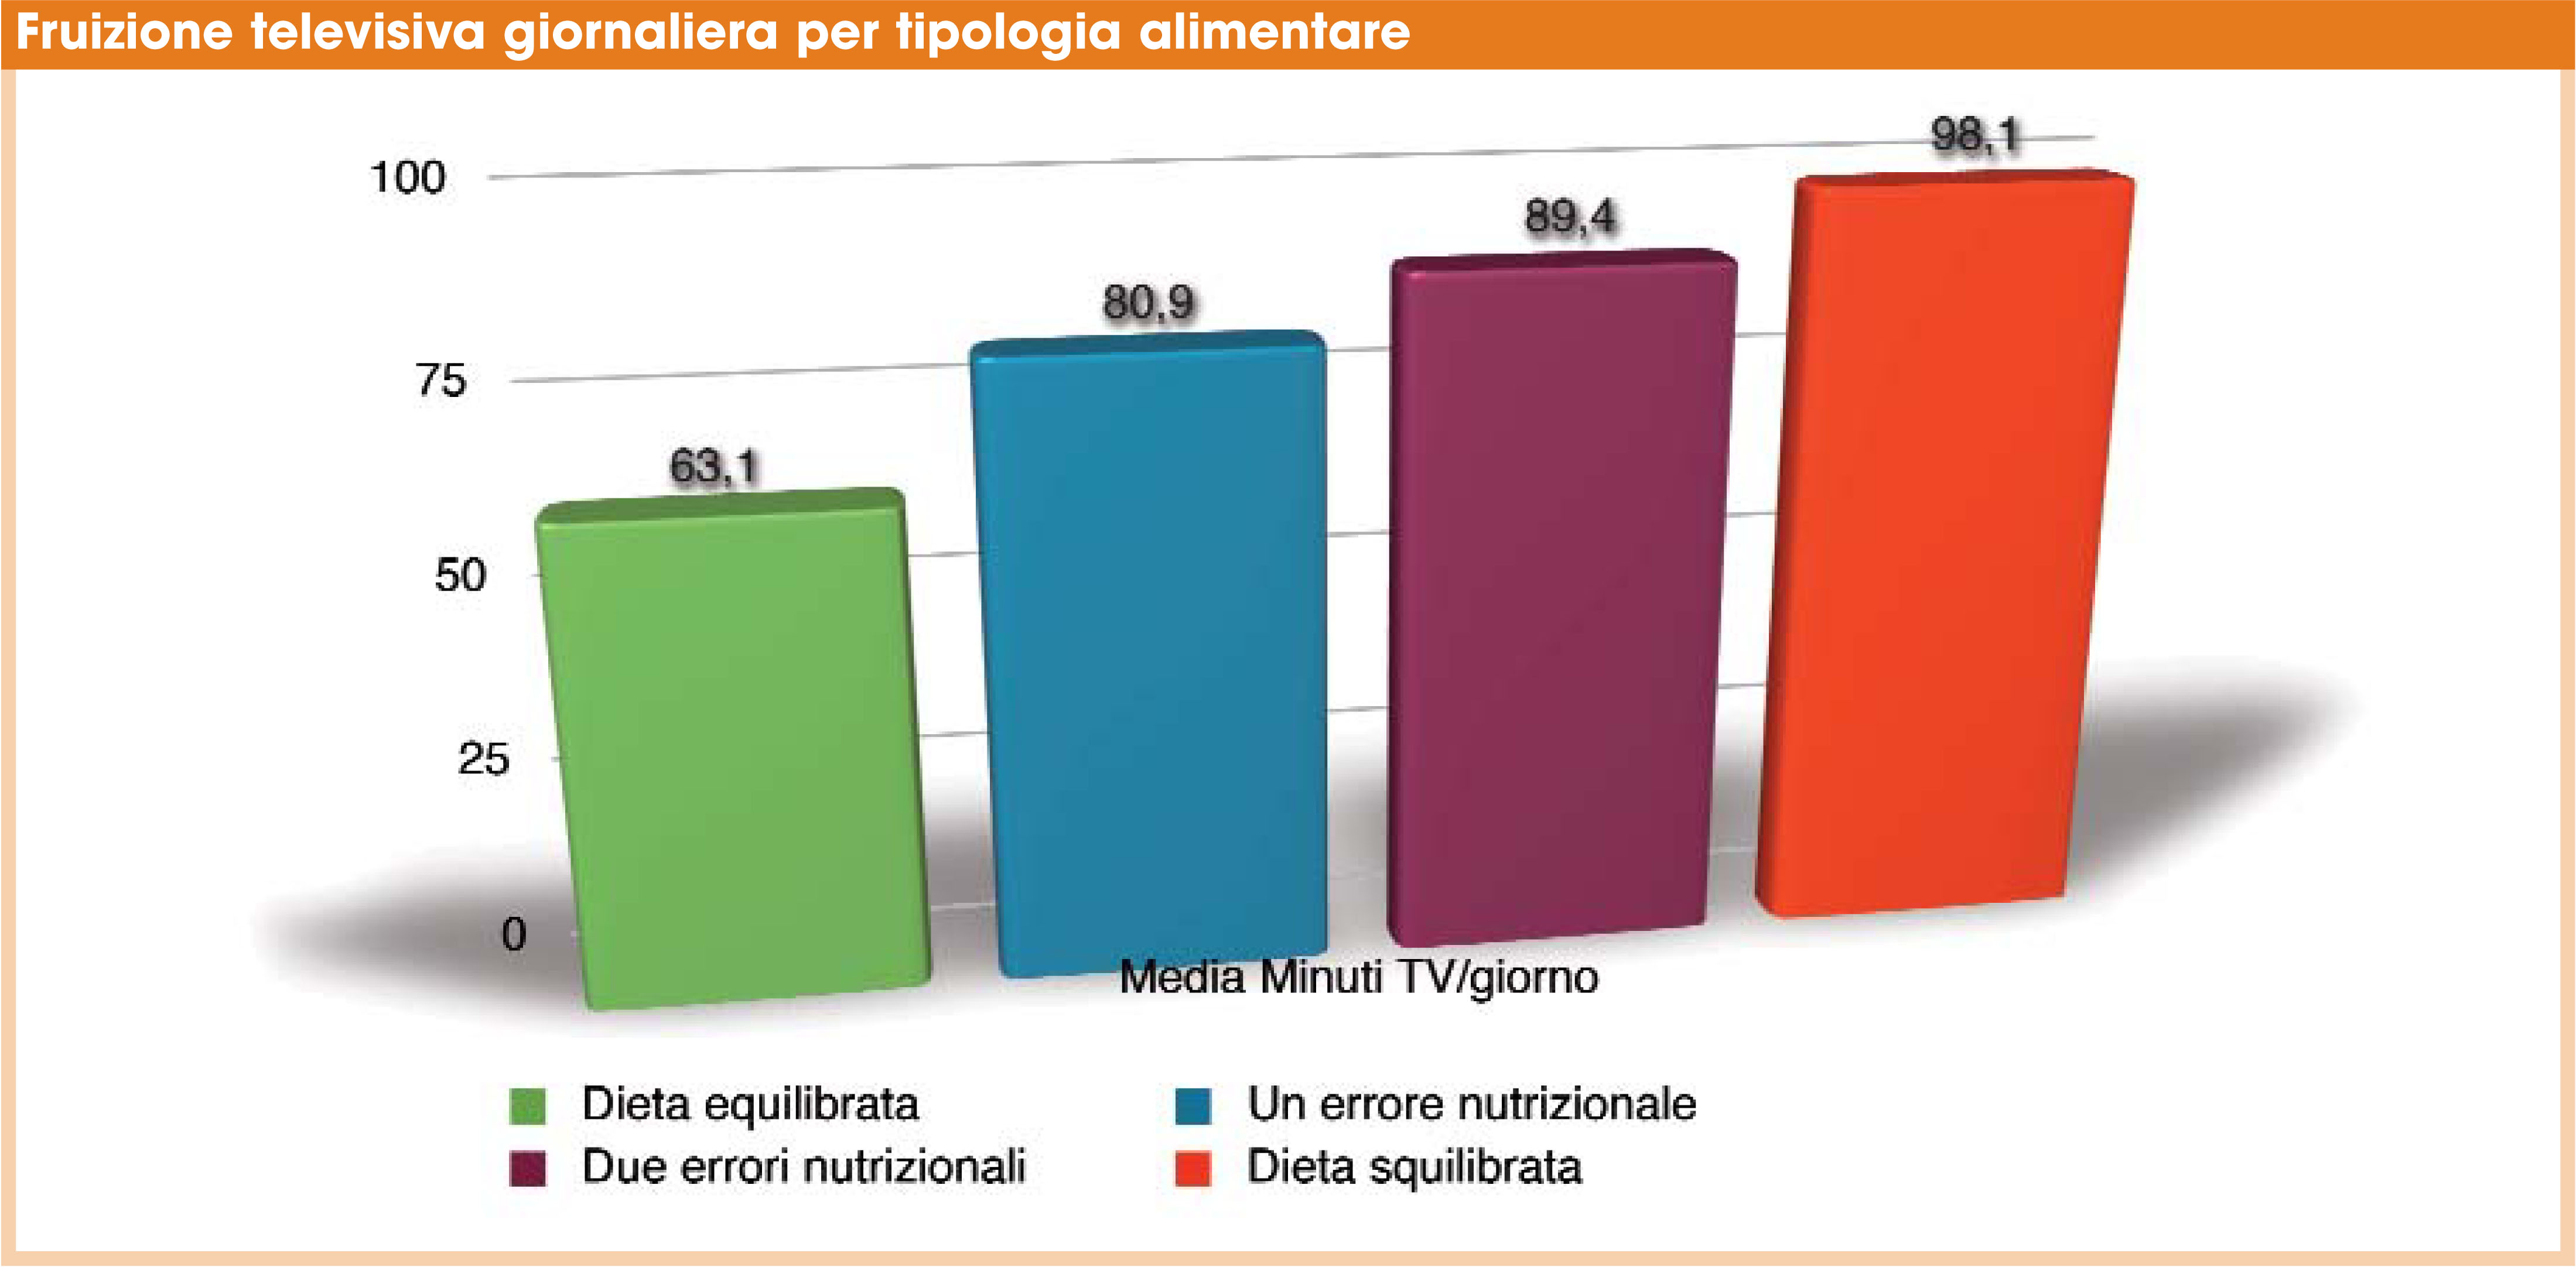 Fruizione televisiva giornaliera per tipologia alimentare
98,1
100
89,4
80,9
75
63,1
50
25
0
Media Minuti TV/giorno
Dieta equilibrata
Un errore nutrizionale
Due errori nutrizionali
Dieta squilibrata